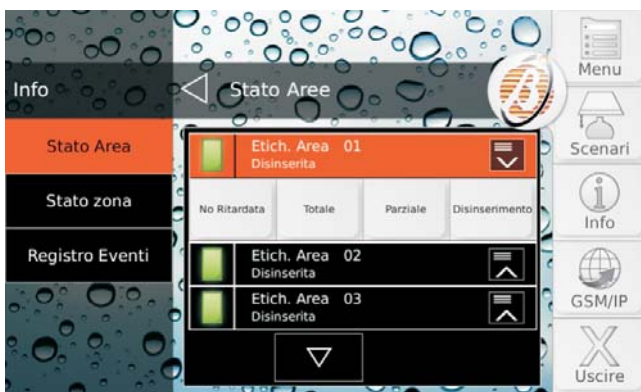 Info
Stato Aree
Stato Area
Stato zona
Registro Eventi
Etich. Area 01
Disinserita
No Ritardata
Totale
Parziale
Disinserimento
Etich. Area 02
Disinserita
Etich. Area 03
Disinserita
Menu
Scenari
Info
GSM/IP
Uscire